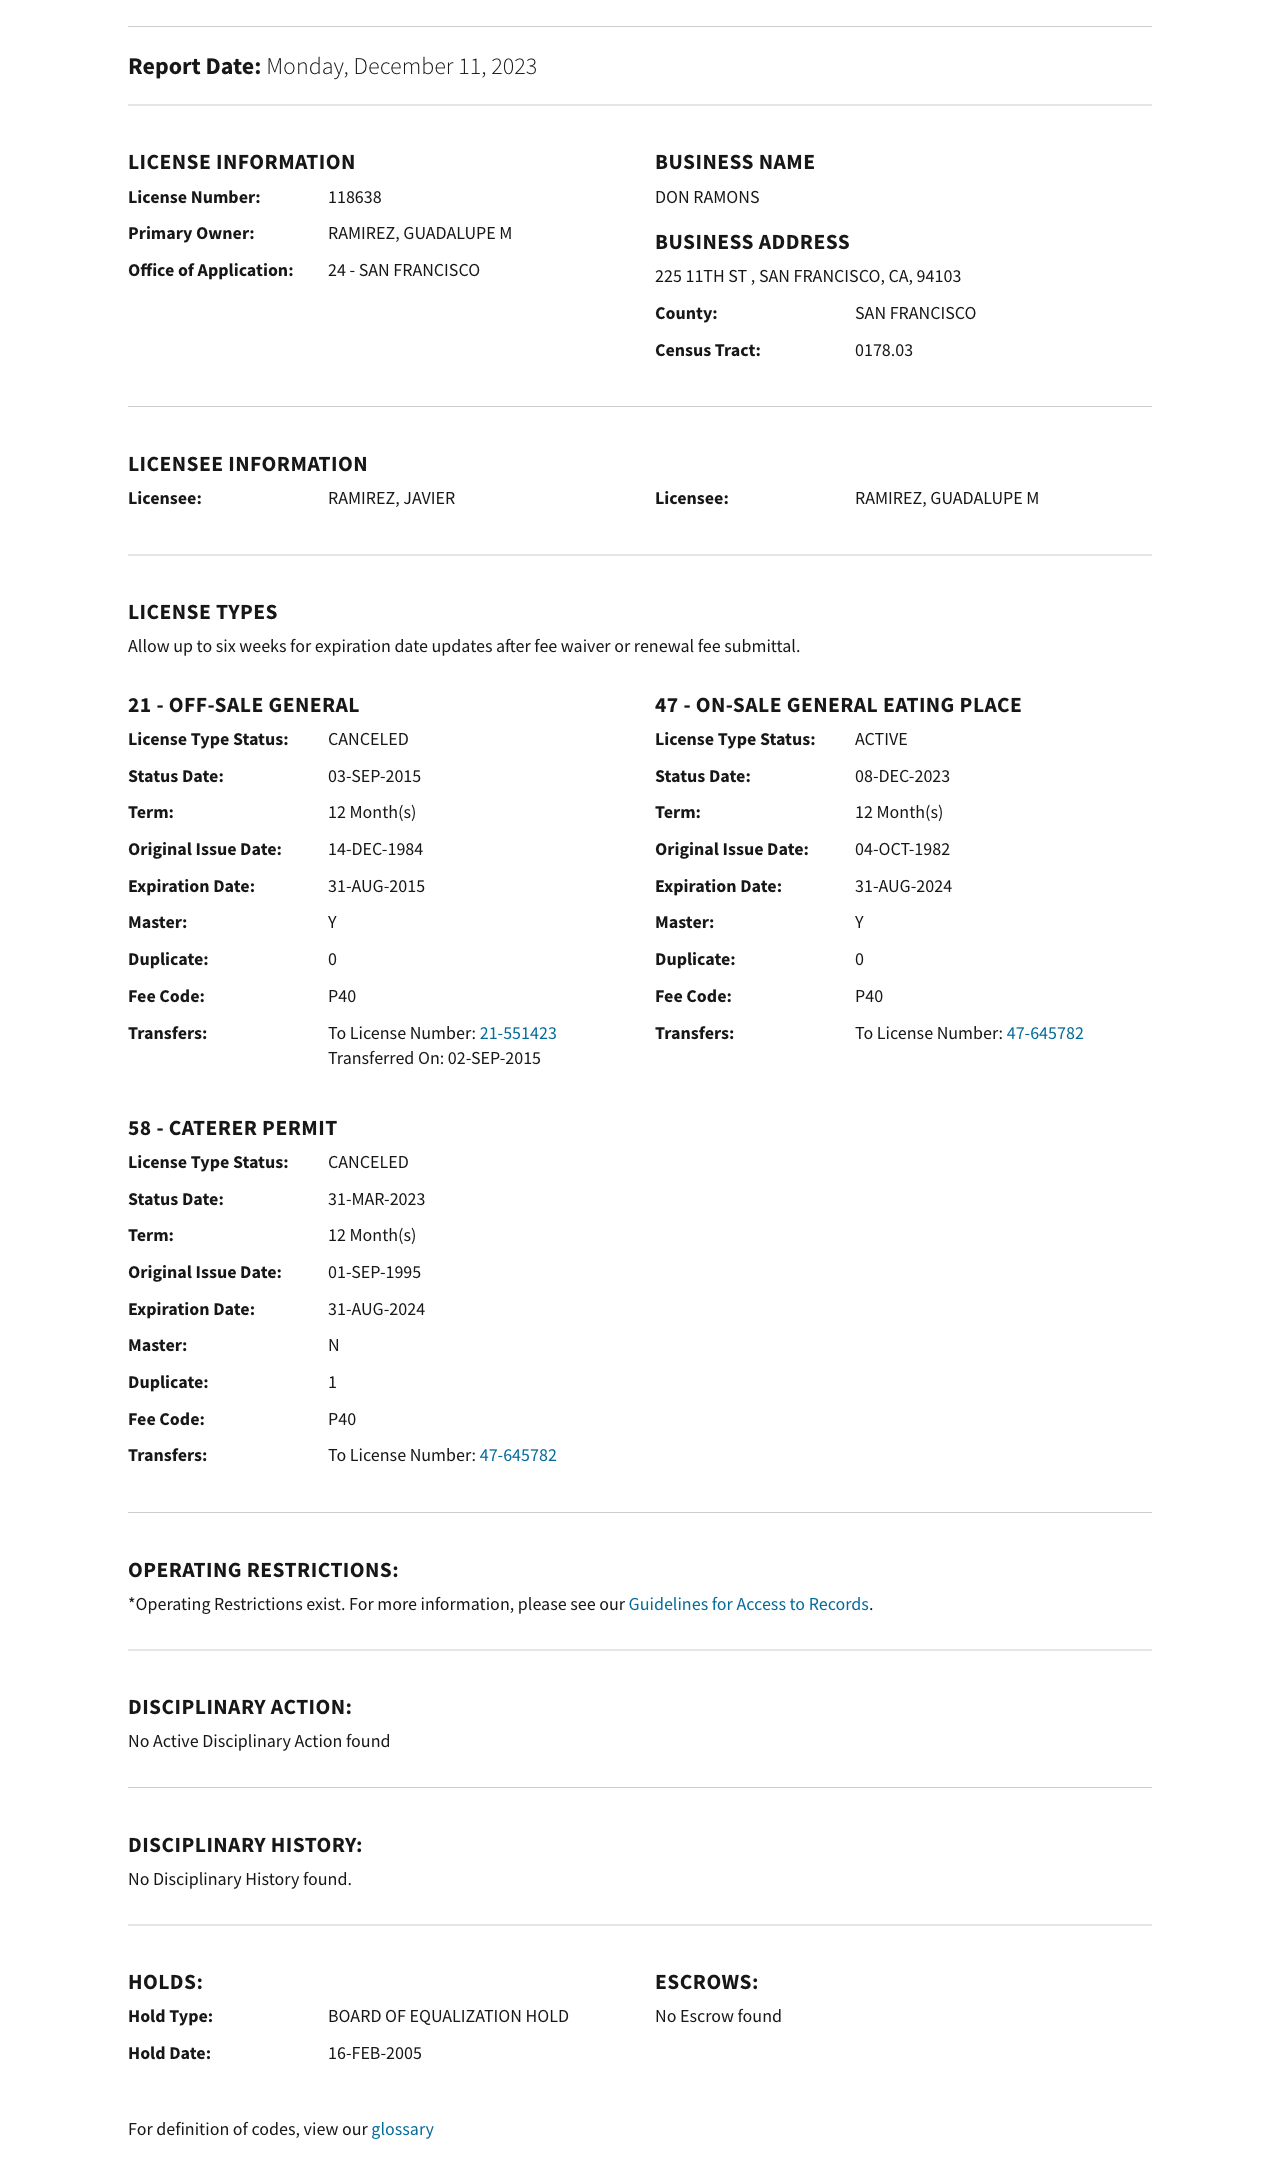 Report Date: Monday, December 11, 2023
LICENSE INFORMATION
License Number: 118638
Primary Owner: RAMIREZ, GUADALUPE M
Office of Application: 24 - SAN FRANCISCO
BUSINESS NAME
DON RAMONS
BUSINESS ADDRESS
225 11TH ST , SAN FRANCISCO, CA, 94103
County: SAN FRANCISCO
Census Tract: 0178.03
LICENSEE INFORMATION
Licensee: RAMIREZ, JAVIER
Licensee: RAMIREZ, GUADALUPE M
LICENSE TYPES
Allow up to six weeks for expiration date updates after fee waiver or renewal fee submittal.
21 - OFF-SALE GENERAL
License Type Status: CANCELED
Status Date: 03-SEP-2015
Term: 12 Month(s)
Original Issue Date: 14-DEC-1984
Expiration Date: 31-AUG-2015
Master: Y
Duplicate: 0
Fee Code: P40
Transfers: To License Number: 21-551423
Transferred On: 02-SEP-2015
47 - ON-SALE GENERAL EATING PLACE
License Type Status: ACTIVE
Status Date: 08-DEC-2023
Term: 12 Month(s)
Original Issue Date: 04-OCT-1982
Expiration Date: 31-AUG-2024
Master: Y
Duplicate: 0
Fee Code: P40
Transfers: To License Number: 47-645782
58 - CATERER PERMIT
License Type Status: CANCELED
Status Date: 31-MAR-2023
Term: 12 Month(s)
Original Issue Date: 01-SEP-1995
Expiration Date: 31-AUG-2024
Master: N
Duplicate: 1
Fee Code: P40
Transfers: To License Number: 47-645782
OPERATING RESTRICTIONS:
*Operating Restrictions exist. For more information, please see our Guidelines for Access to Records.
DISCIPLINARY ACTION:
No Active Disciplinary Action found
DISCIPLINARY HISTORY:
No Disciplinary History found.
HOLDS:
Hold Type: BOARD OF EQUALIZATION HOLD
Hold Date: 16-FEB-2005
ESCROWS:
No Escrow found
For definition of codes, view our glossary